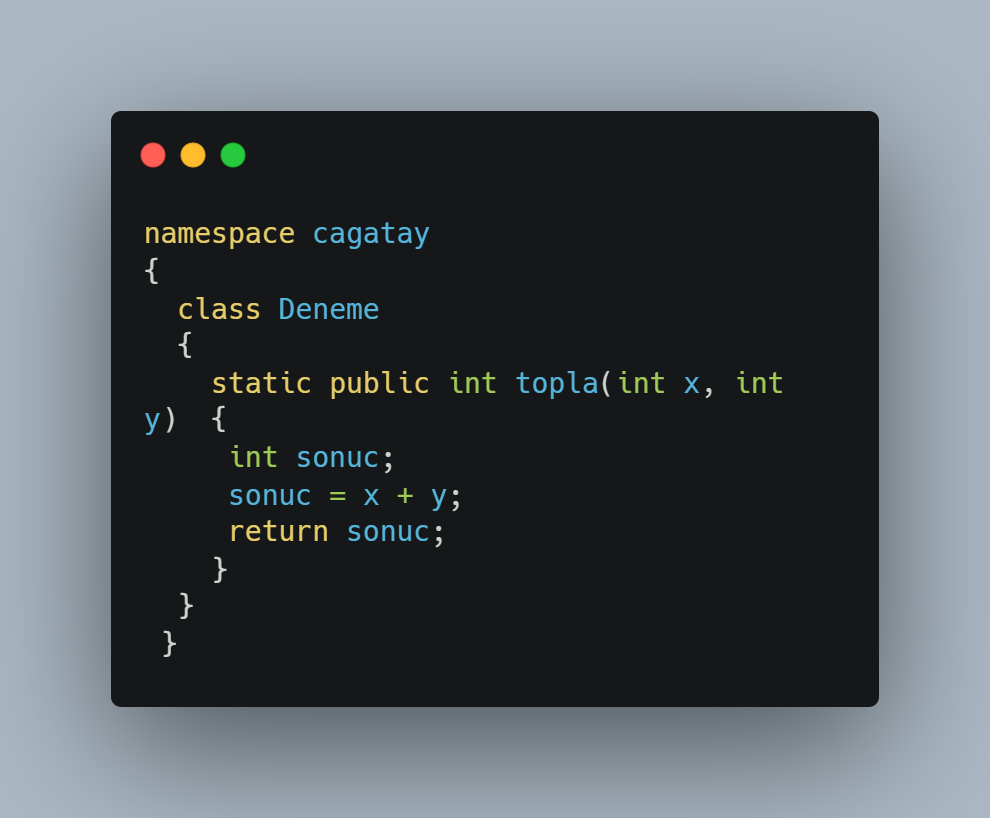 namespace cagatay
{
  class Deneme
  {
    static public int topla(int x, int
y)  {
     int sonuc;
     sonuc = x + y;
     return sonuc;
    }
  }
 }